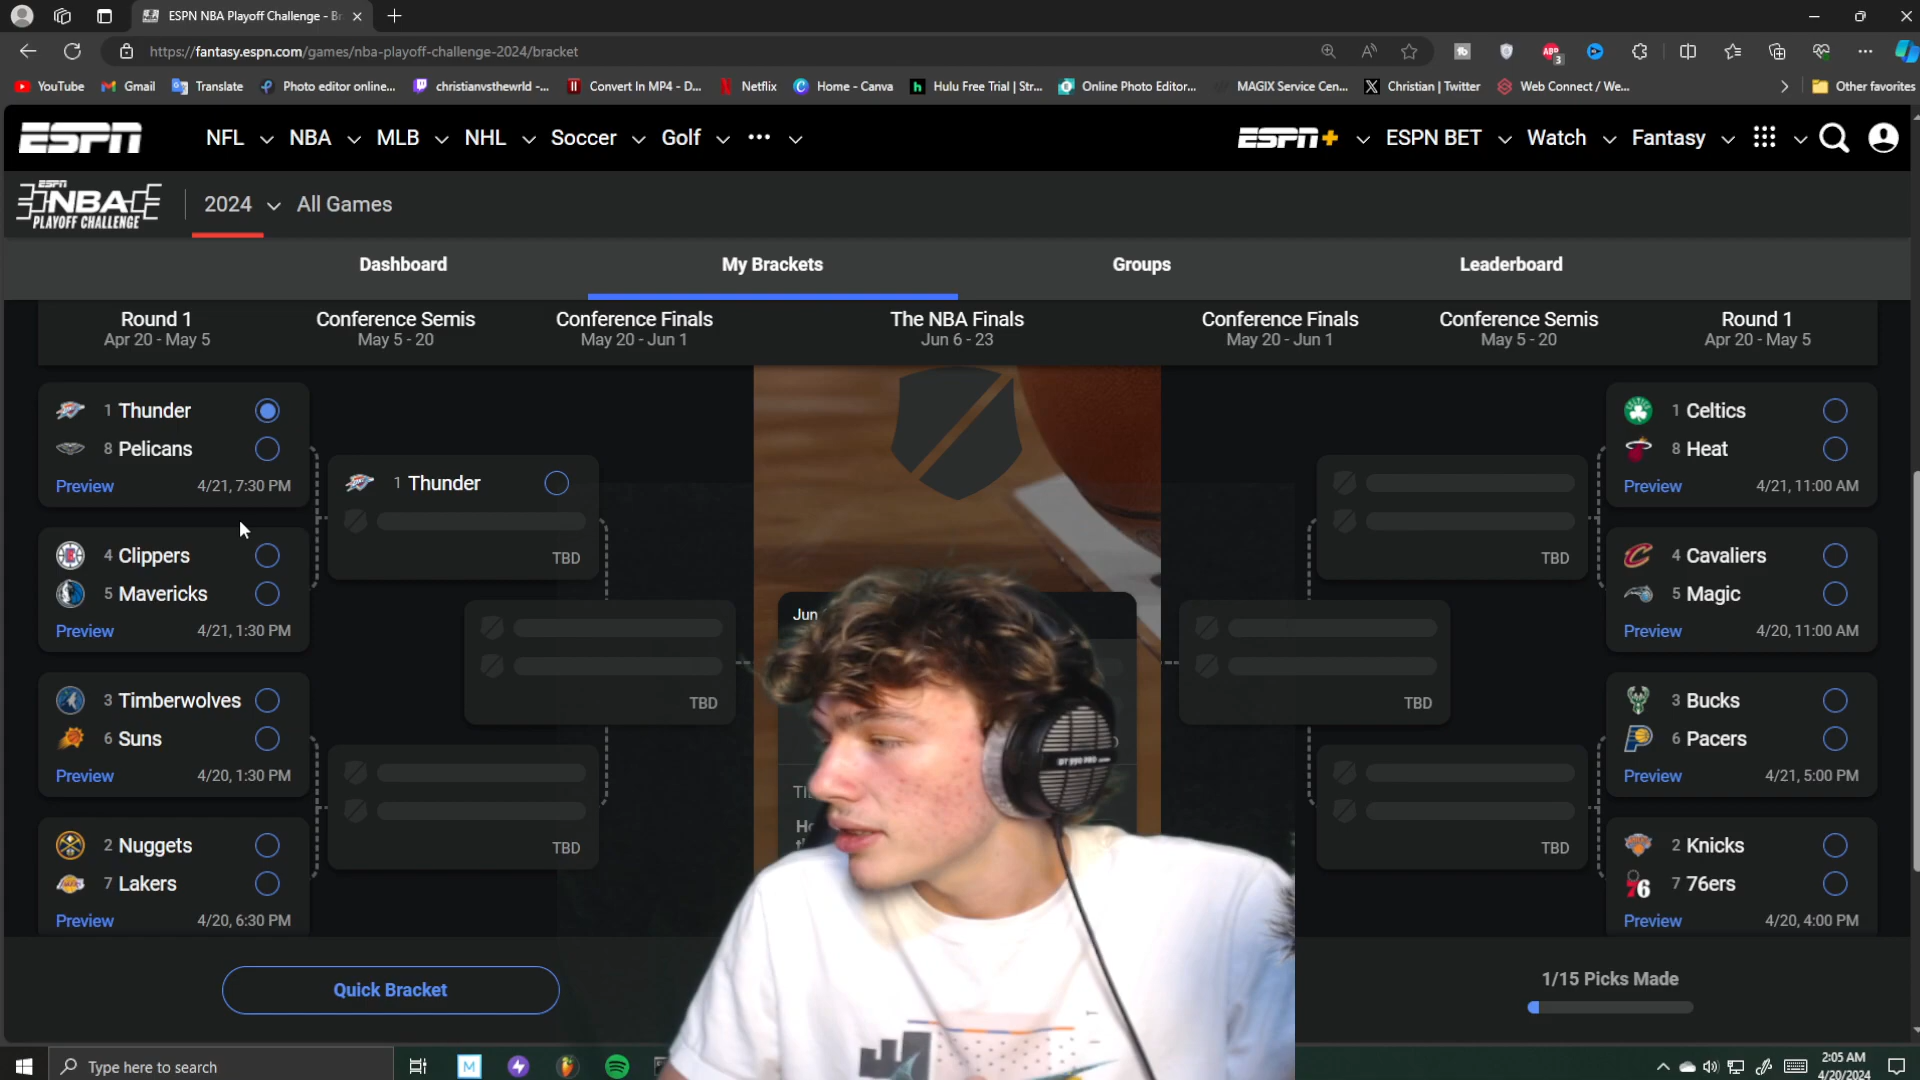 ESPN NBA Playoff Challenge - Br
https://fantasy.espn.com/games/nba-playoff-challenge-2024/bracket
ABP
3
YouTube
Gmail
Translate
Photo editor online...
christianvsthewrld -...
Convert In MP4 - D...
Netflix
Home - Canva
Hulu Free Trial | Str...
Online Photo Editor...
MAGIX Service Cen...
Christian | Twitter
Web Connect / We...
Other favorites
ESPN
NFL
NBA
MLB
NHL
Soccer
Golf
ESPN+
ESPN BET
Watch
Fantasy
ESPN
NBA
PLAYOFF CHALLENGE
2024
All Games
Dashboard
My Brackets
Groups
Leaderboard
Round 1
Apr 20 - May 5
Conference Semis
May 5 - 20
Conference Finals
May 20 - Jun 1
The NBA Finals
Jun 6 - 23
Conference Finals
May 20 - Jun 1
Conference Semis
May 5 - 20
Round 1
Apr 20 - May 5
1 Thunder
8 Pelicans
Preview 4/21, 7:30 PM
4 Clippers
5 Mavericks
Preview 4/21, 1:30 PM
3 Timberwolves
6 Suns
Preview 4/20, 1:30 PM
2 Nuggets
7 Lakers
Preview 4/20, 6:30 PM
1 Thunder
TBD
TBD
TBD
Jun
TBD
TBD
TBD
1 Celtics
8 Heat
Preview 4/21, 11:00 AM
4 Cavaliers
5 Magic
Preview 4/20, 11:00 AM
3 Bucks
6 Pacers
Preview 4/21, 5:00 PM
2 Knicks
7 76ers
Preview 4/20, 4:00 PM
DT 990 PRO
Quick Bracket
1/15 Picks Made
Type here to search
M
2:05 AM
4/20/2024